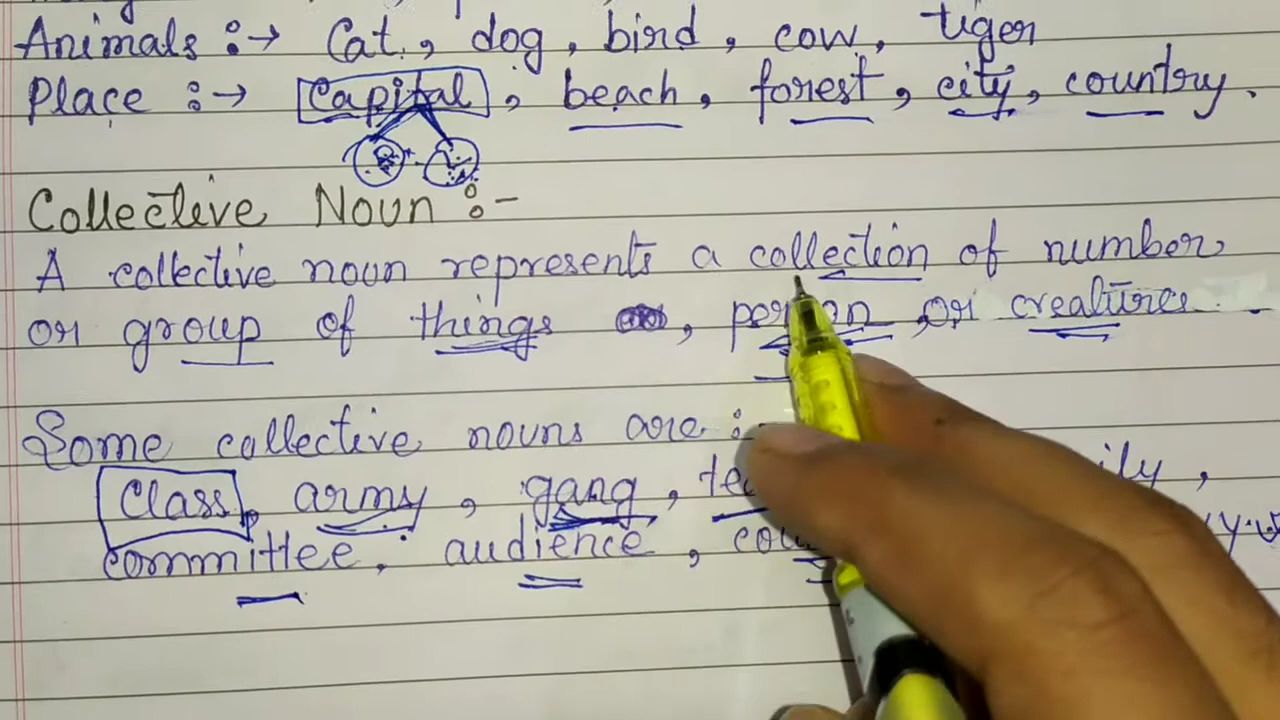 Animals :→ Cat, dog, bird, cow, tiger
Place :→ Capital, beach, forest, city, country.
Collective Noun :-
A collective noun represents a collection of number
or group of things , person, or creatures
Some collective nouns are :-
Class, army, gang,
committee, audience,